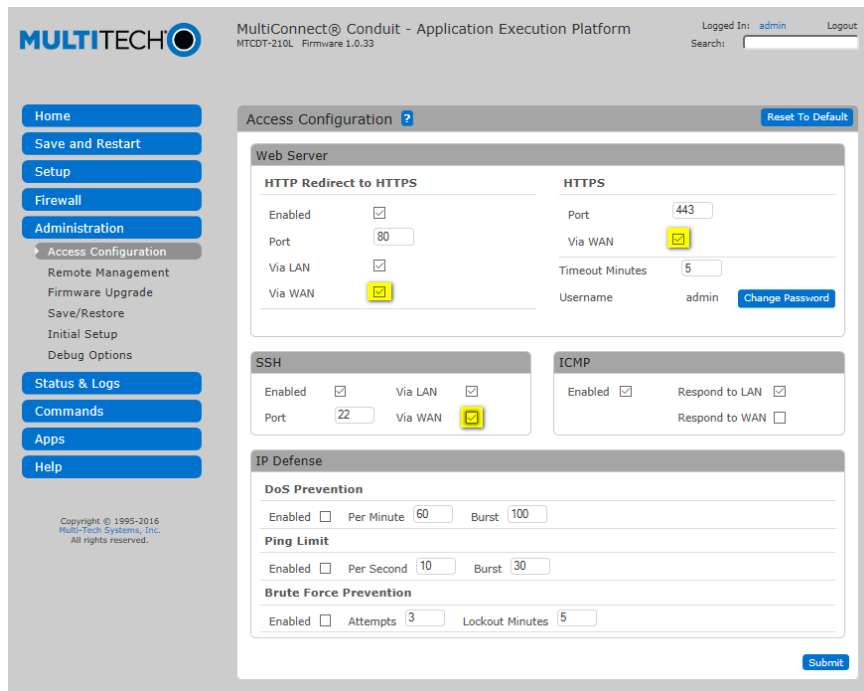 MULTITECH
MultiConnect® Conduit - Application Execution Platform
MTCDT-210L Firmware 1.0.33
Logged In: admin Logout
Search:
Home
Save and Restart
Setup
Firewall
Administration
Access Configuration
Remote Management
Firmware Upgrade
Save/Restore
Initial Setup
Debug Options
Status & Logs
Commands
Apps
Help
Copyright © 1995-2016
Multi-Tech Systems, Inc.
All rights reserved.
Access Configuration ? Reset To Default
Web Server
HTTP Redirect to HTTPS
Enabled
Port 80
Via LAN
Via WAN
HTTPS
Port 443
Via WAN
Timeout Minutes 5
Username admin Change Password
SSH
Enabled Via LAN
Port 22 Via WAN
ICMP
Enabled Respond to LAN
Respond to WAN
IP Defense
DoS Prevention
Enabled Per Minute 60 Burst 100
Ping Limit
Enabled Per Second 10 Burst 30
Brute Force Prevention
Enabled Attempts 3 Lockout Minutes 5
Submit